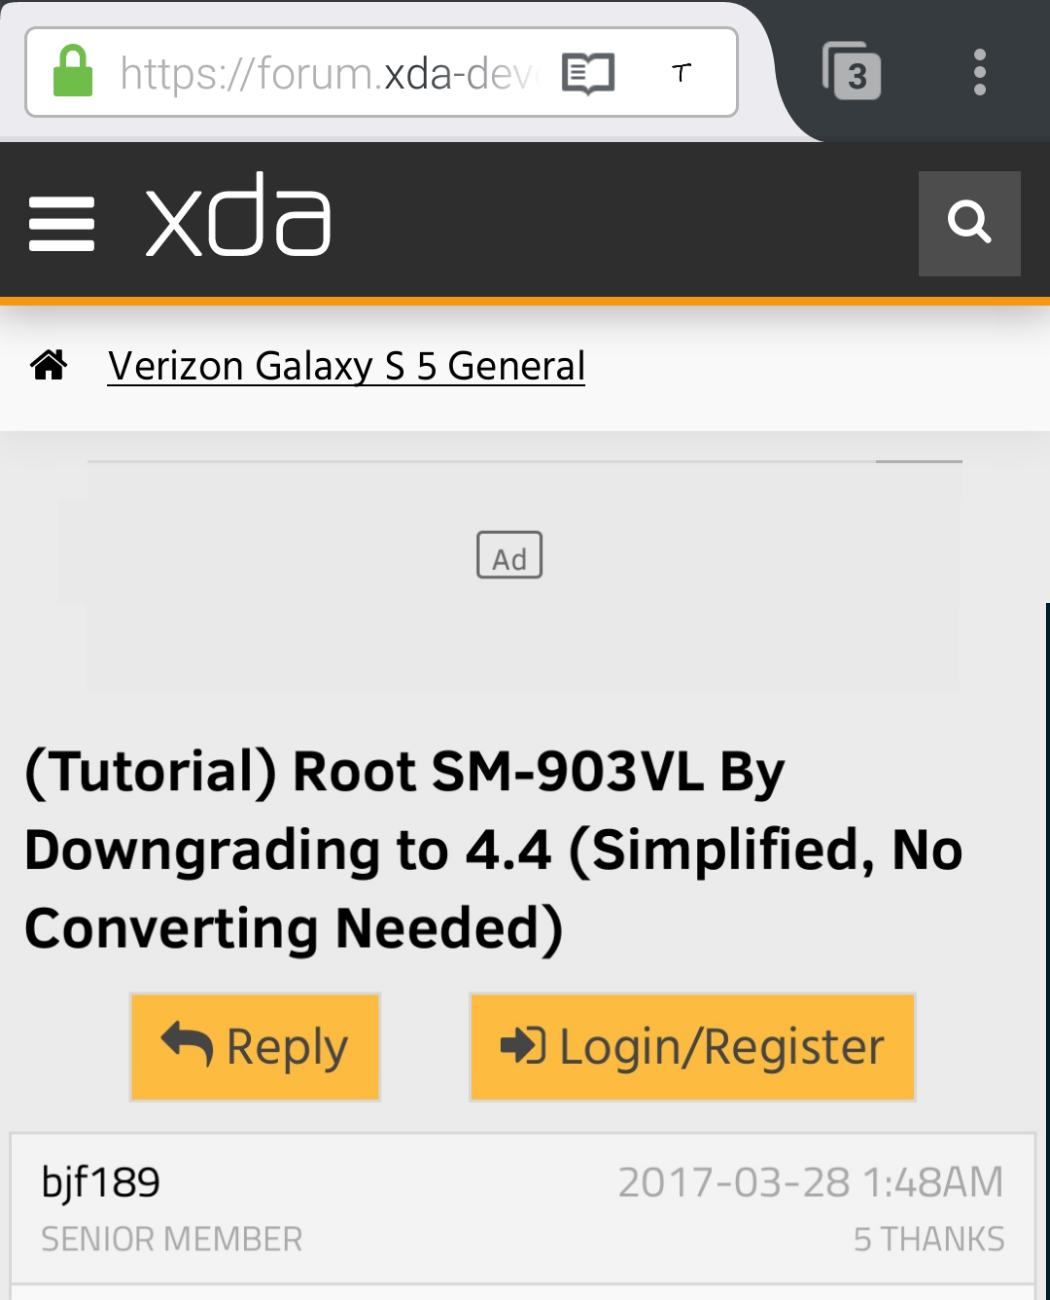 https://forum.xda-dev
T
3
xda
Verizon Galaxy S 5 General
Ad
(Tutorial) Root SM-903VL By
Downgrading to 4.4 (Simplified, No
Converting Needed)
Reply
Login/Register
bjf189
2017-03-28 1:48AM
SENIOR MEMBER
5 THANKS